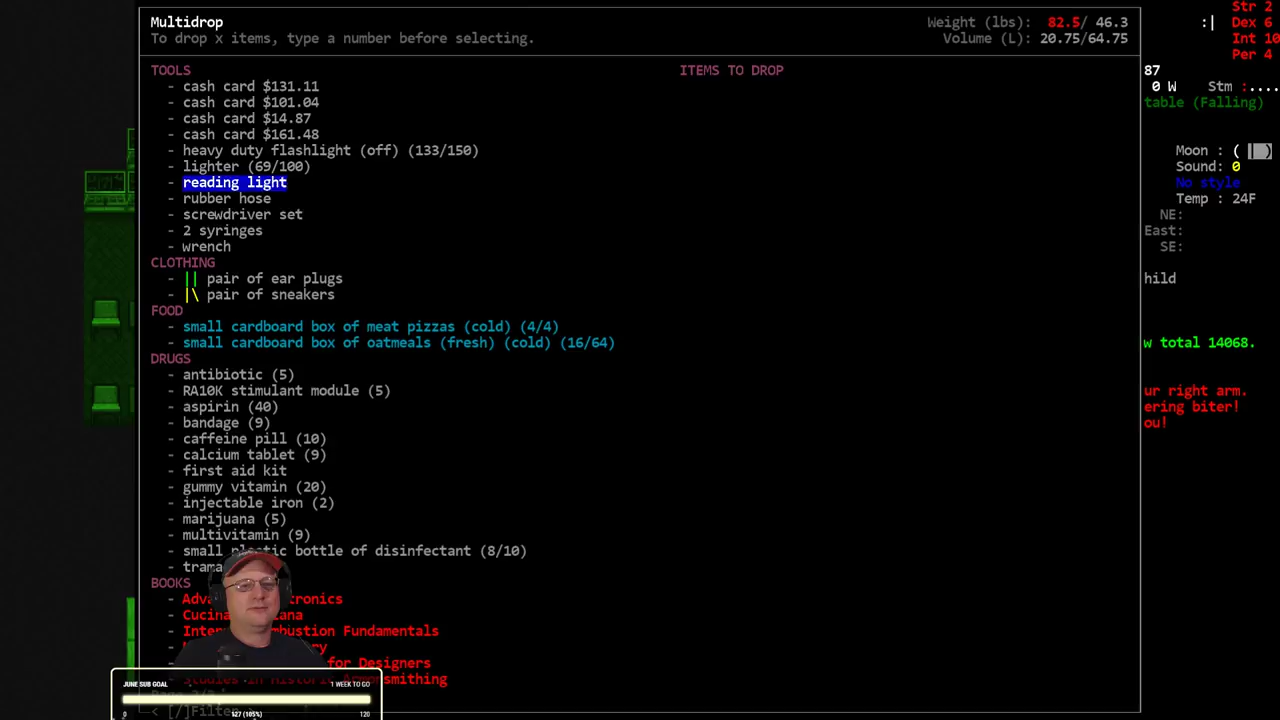 Multidrop
To drop x items, type a number before selecting.
Weight (lbs): 82.5/ 46.3
Volume (L): 20.75/64.75
TOOLS
- cash card $131.11
- cash card $101.04
- cash card $14.87
- cash card $161.48
- heavy duty flashlight (off) (133/150)
- lighter (69/100)
- reading light
- rubber hose
- screwdriver set
- 2 syringes
- wrench
CLOTHING
- || pair of ear plugs
- |\ pair of sneakers
FOOD
- small cardboard box of meat pizzas (cold) (4/4)
- small cardboard box of oatmeals (fresh) (cold) (16/64)
DRUGS
- antibiotic (5)
- RA10K stimulant module (5)
- aspirin (40)
- bandage (9)
- caffeine pill (10)
- calcium tablet (9)
- first aid kit
- gummy vitamin (20)
- injectable iron (2)
- marijuana (5)
- multivitamin (9)
- small plastic bottle of disinfectant (8/10)
- trama
BOOKS
ITEMS TO DROP
Str 2
:| Dex 6
Int 10
Per 4
87
0 W Stm :....
table (Falling)
Moon : ( | )
Sound: 0
No style
Temp : 24F
NE:
East:
SE:
hild
w total 14068.
ur right arm.
ering biter!
ou!
for Designers
JUNE SUB GOAL
1 WEEK TO GO
0
127 (105%)
120
< [/]Filter